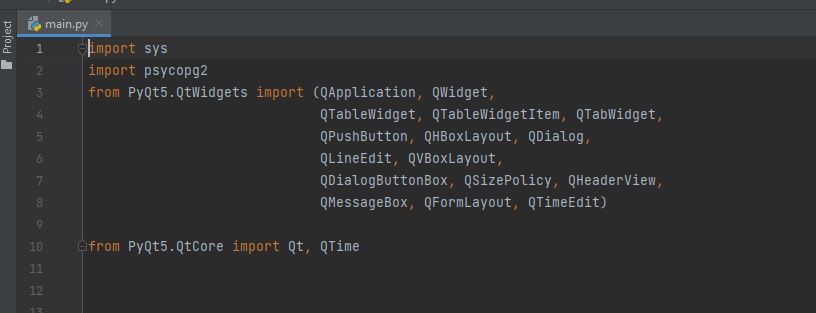 main.py
Project
1 import sys
2 import psycopg2
3 from PyQt5.QtWidgets import (QApplication, QWidget,
4 QTableWidget, QTableWidgetItem, QTabWidget,
5 QPushButton, QHBoxLayout, QDialog,
6 QLineEdit, QVBoxLayout,
7 QDialogButtonBox, QSizePolicy, QHeaderView,
8 QMessageBox, QFormLayout, QTimeEdit)
9
10 from PyQt5.QtCore import Qt, QTime
11
12